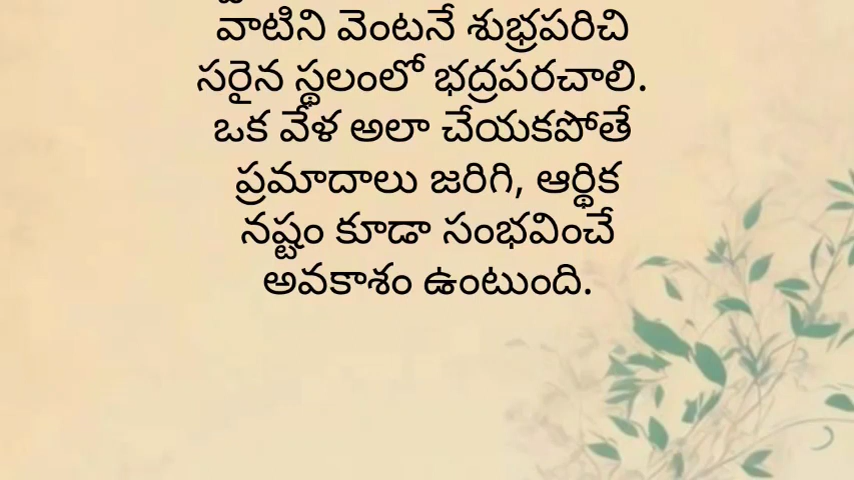 వాటిని వెంటనే శుభ్రపరిచి
సరైన స్థలంలో భద్రపరచాలి.
ఒక వేళ అలా చేయకపోతే
ప్రమాదాలు జరిగి, ఆర్థిక
నష్టం కూడా సంభవించే
అవకాశం ఉంటుంది.